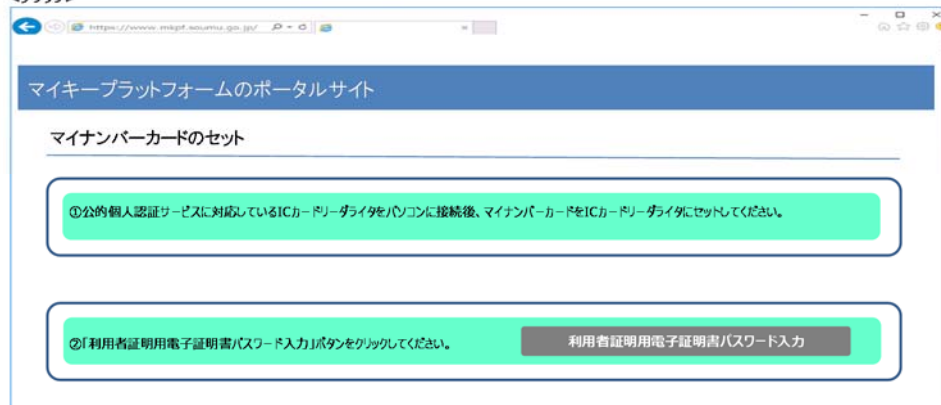 https://www.mkpf.soumu.go.jp/
マイキープラットフォームのポータルサイト
マイナンバーカードのセット
①公的個人認証サービスに対応しているICカードリーダライタをパソコンに接続後、マイナンバーカードをICカードリーダライタにセットしてください。
②「利用者証明用電子証明書パスワード入力」ボタンをクリックしてください。
利用者証明用電子証明書パスワード入力